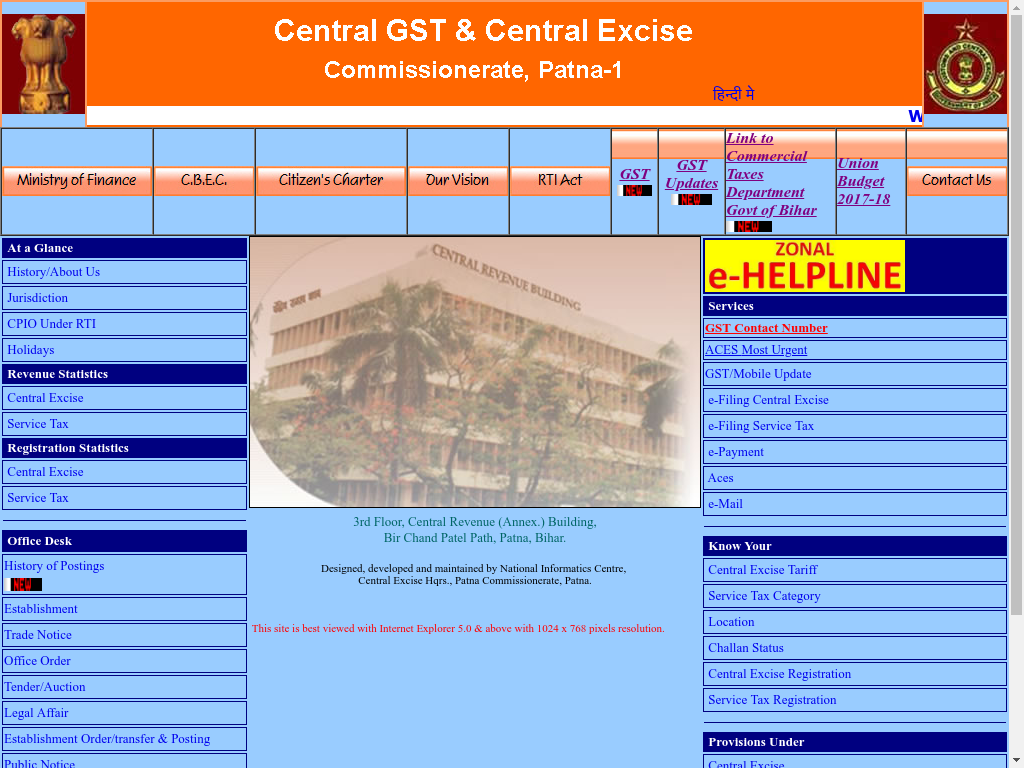 Central GST & Central Excise
Commissionerate, Patna-1
हिन्दी मे
W
Ministry of Finance
C.B.E.C.
Citizen's Charter
Our Vision
RTI Act
GST
NEW
GST
Updates
NEW
Link to
Commercial
Taxes
Department
Govt of Bihar
NEW
Union
Budget
2017-18
Contact Us
At a Glance
History/About Us
Jurisdiction
CPIO Under RTI
Holidays
Revenue Statistics
Central Excise
Service Tax
Registration Statistics
Central Excise
Service Tax
Office Desk
History of Postings
NEW
Establishment
Trade Notice
Office Order
Tender/Auction
Legal Affair
Establishment Order/transfer & Posting
Public Notice
CENTRAL REVENUE BUILDING
3rd Floor, Central Revenue (Annex.) Building,
Bir Chand Patel Path, Patna, Bihar.
Designed, developed and maintained by National Informatics Centre,
Central Excise Hqrs., Patna Commissionerate, Patna.
This site is best viewed with Internet Explorer 5.0 & above with 1024 x 768 pixels resolution.
ZONAL
e-HELPLINE
Services
GST Contact Number
ACES Most Urgent
GST/Mobile Update
e-Filing Central Excise
e-Filing Service Tax
e-Payment
Aces
e-Mail
Know Your
Central Excise Tariff
Service Tax Category
Location
Challan Status
Central Excise Registration
Service Tax Registration
Provisions Under
Central Excise